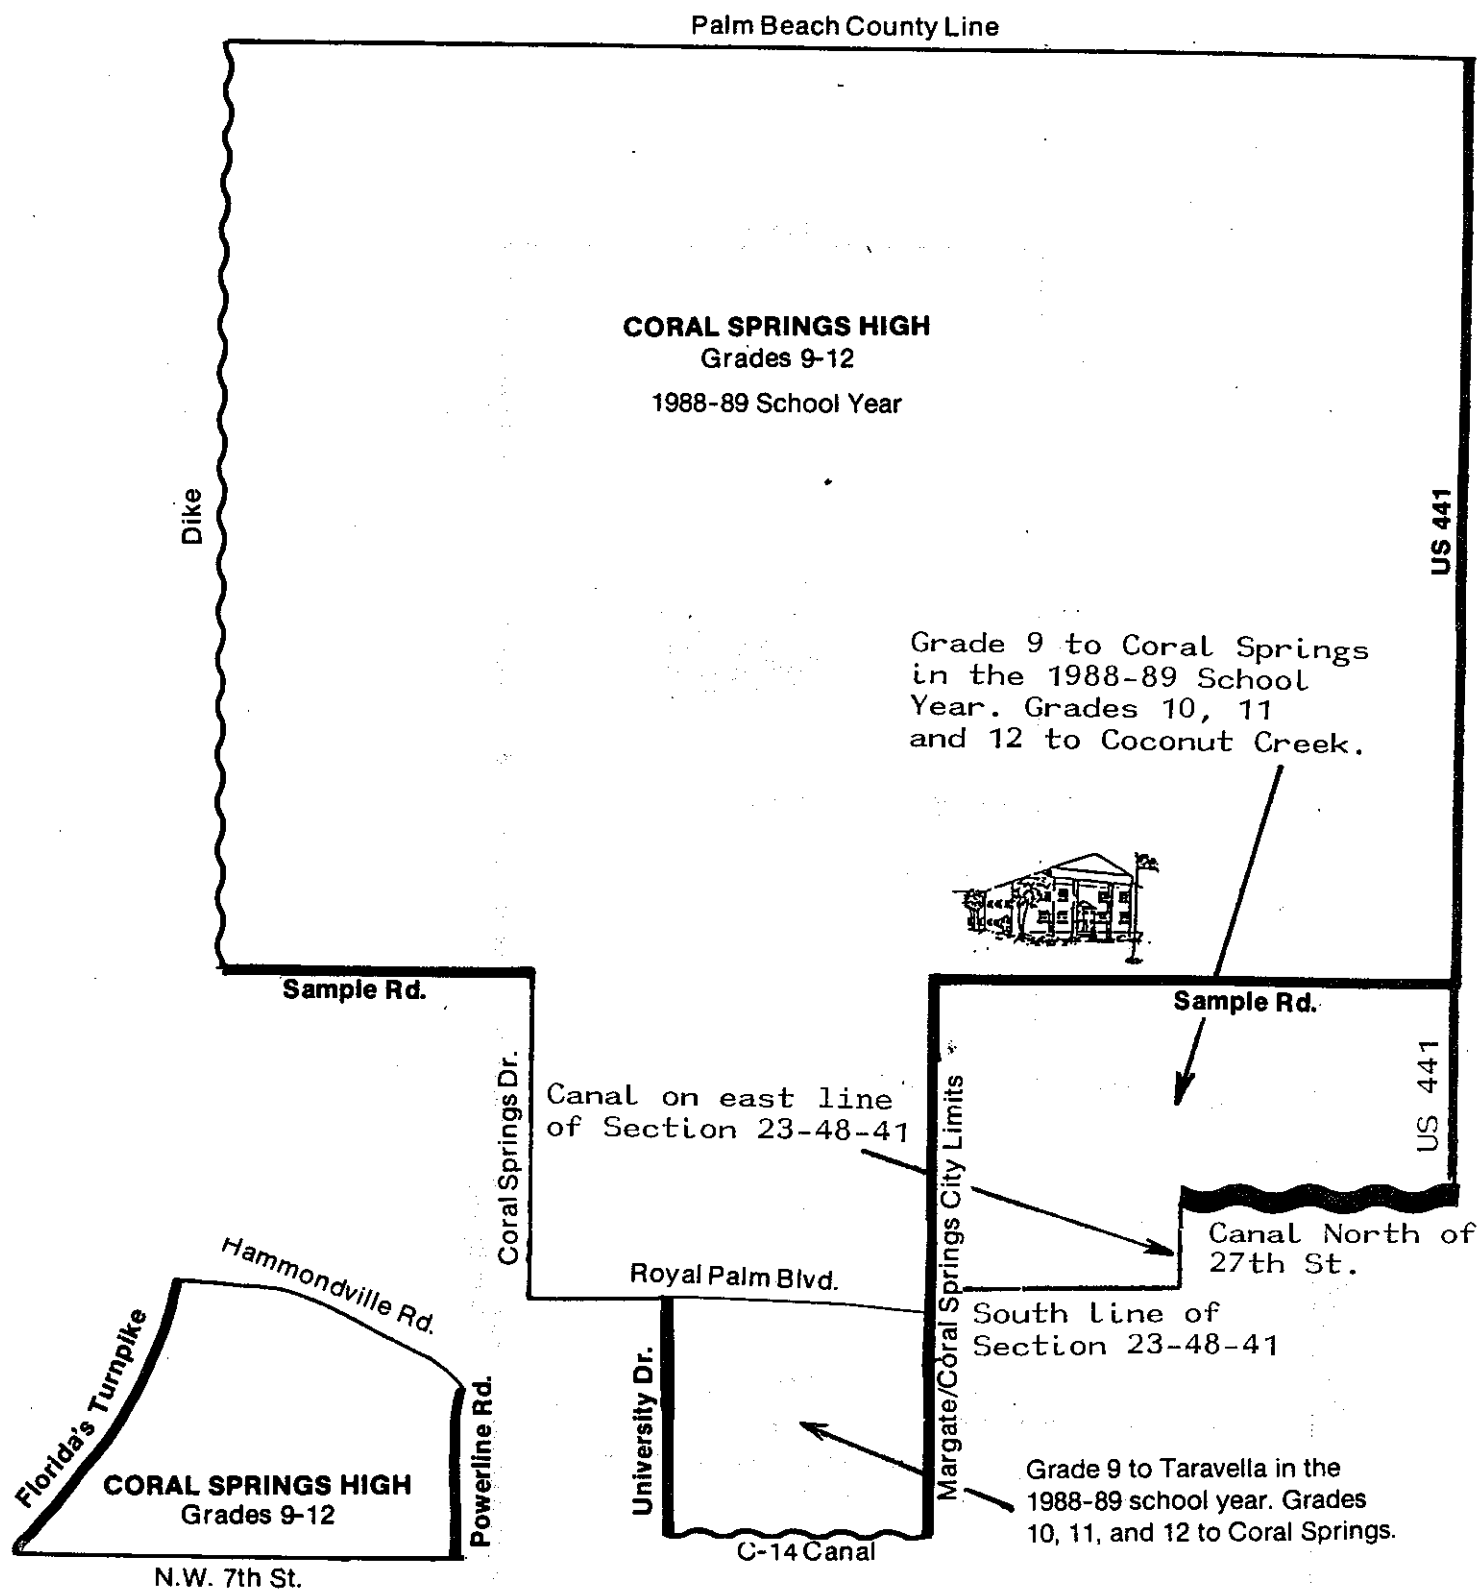 Palm Beach County Line
CORAL SPRINGS HIGH
Grades 9-12
1988-89 School Year
Dike
US 441
Grade 9 to Coral Springs
in the 1988-89 School
Year. Grades 10, 11
and 12 to Coconut Creek.
Sample Rd.
Sample Rd.
Coral Springs Dr.
Canal on east line
of Section 23-48-41
Margate/Coral Springs City Limits
US 441
Canal North of
27th St.
Hammondville Rd.
Royal Palm Blvd.
South line of
Section 23-48-41
Florida's Turnpike
CORAL SPRINGS HIGH
Grades 9-12
Powerline Rd.
University Dr.
Grade 9 to Taravella in the
1988-89 school year. Grades
10, 11, and 12 to Coral Springs.
C-14 Canal
N.W. 7th St.